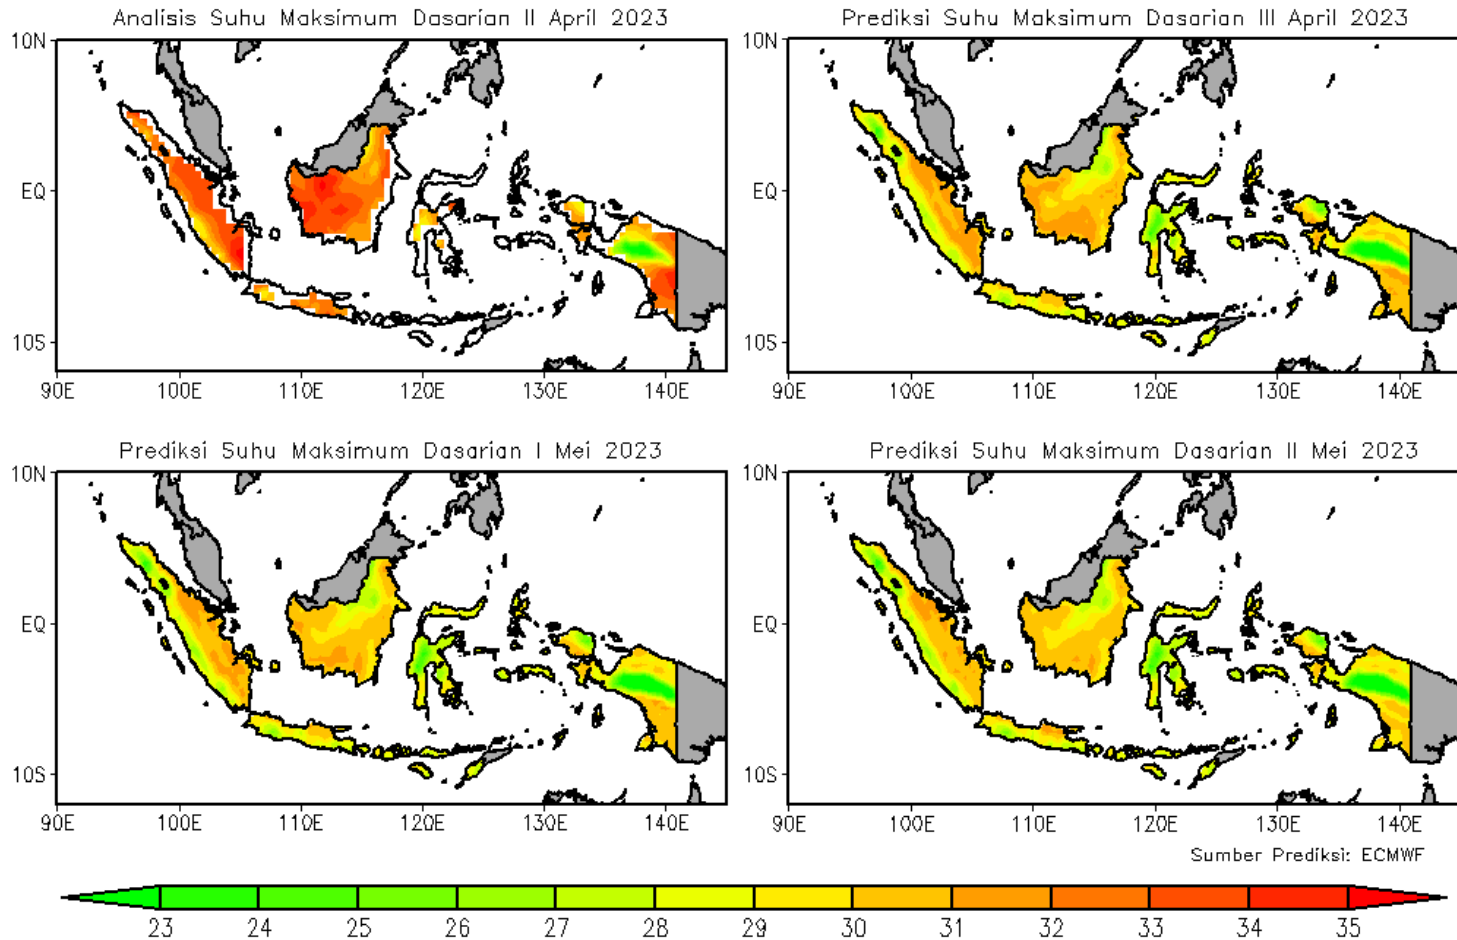 Analisis Suhu Maksimum Dasarian II April 2023
Prediksi Suhu Maksimum Dasarian III April 2023
10N
EQ
10S
90E 100E 110E 120E 130E 140E
10N
EQ
10S
90E 100E 110E 120E 130E 140E
Prediksi Suhu Maksimum Dasarian I Mei 2023
Prediksi Suhu Maksimum Dasarian II Mei 2023
10N
EQ
10S
90E 100E 110E 120E 130E 140E
10N
EQ
10S
90E 100E 110E 120E 130E 140E
Sumber Prediksi: ECMWF
23 24 25 26 27 28 29 30 31 32 33 34 35